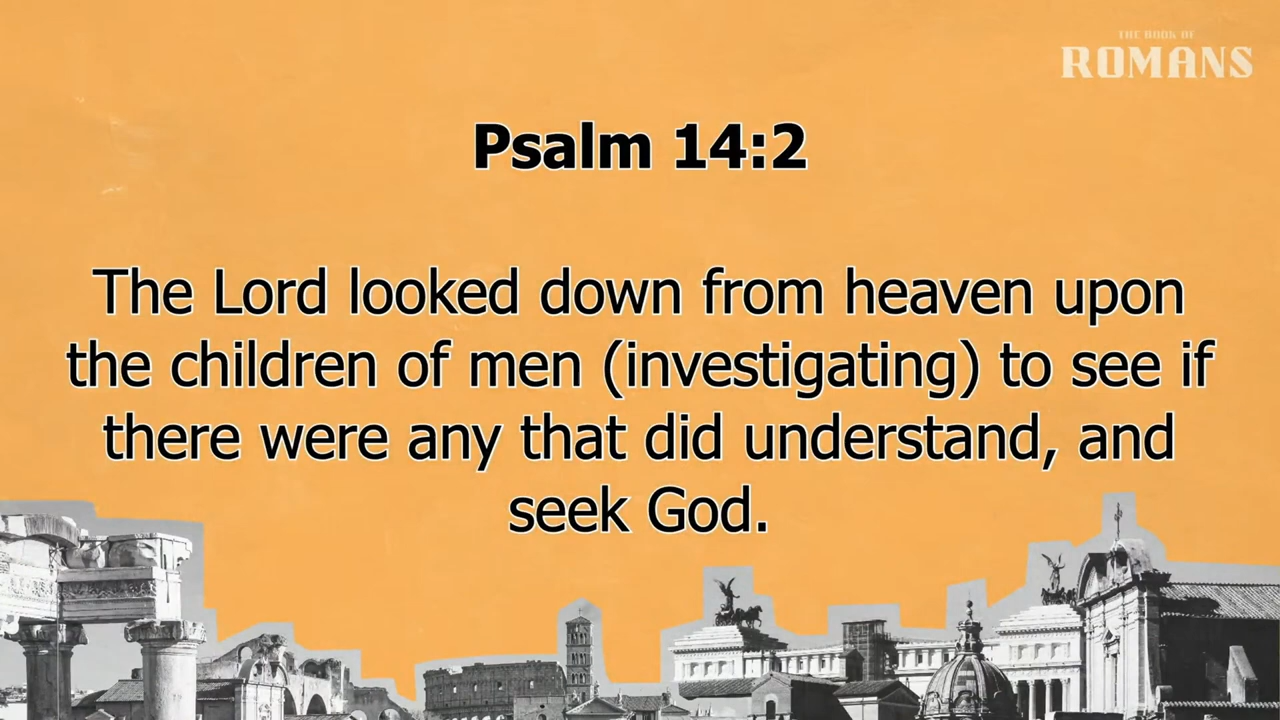 THE BOOK OF
ROMANS
Psalm 14:2
The Lord looked down from heaven upon
the children of men (investigating) to see if
there were any that did understand, and
seek God.